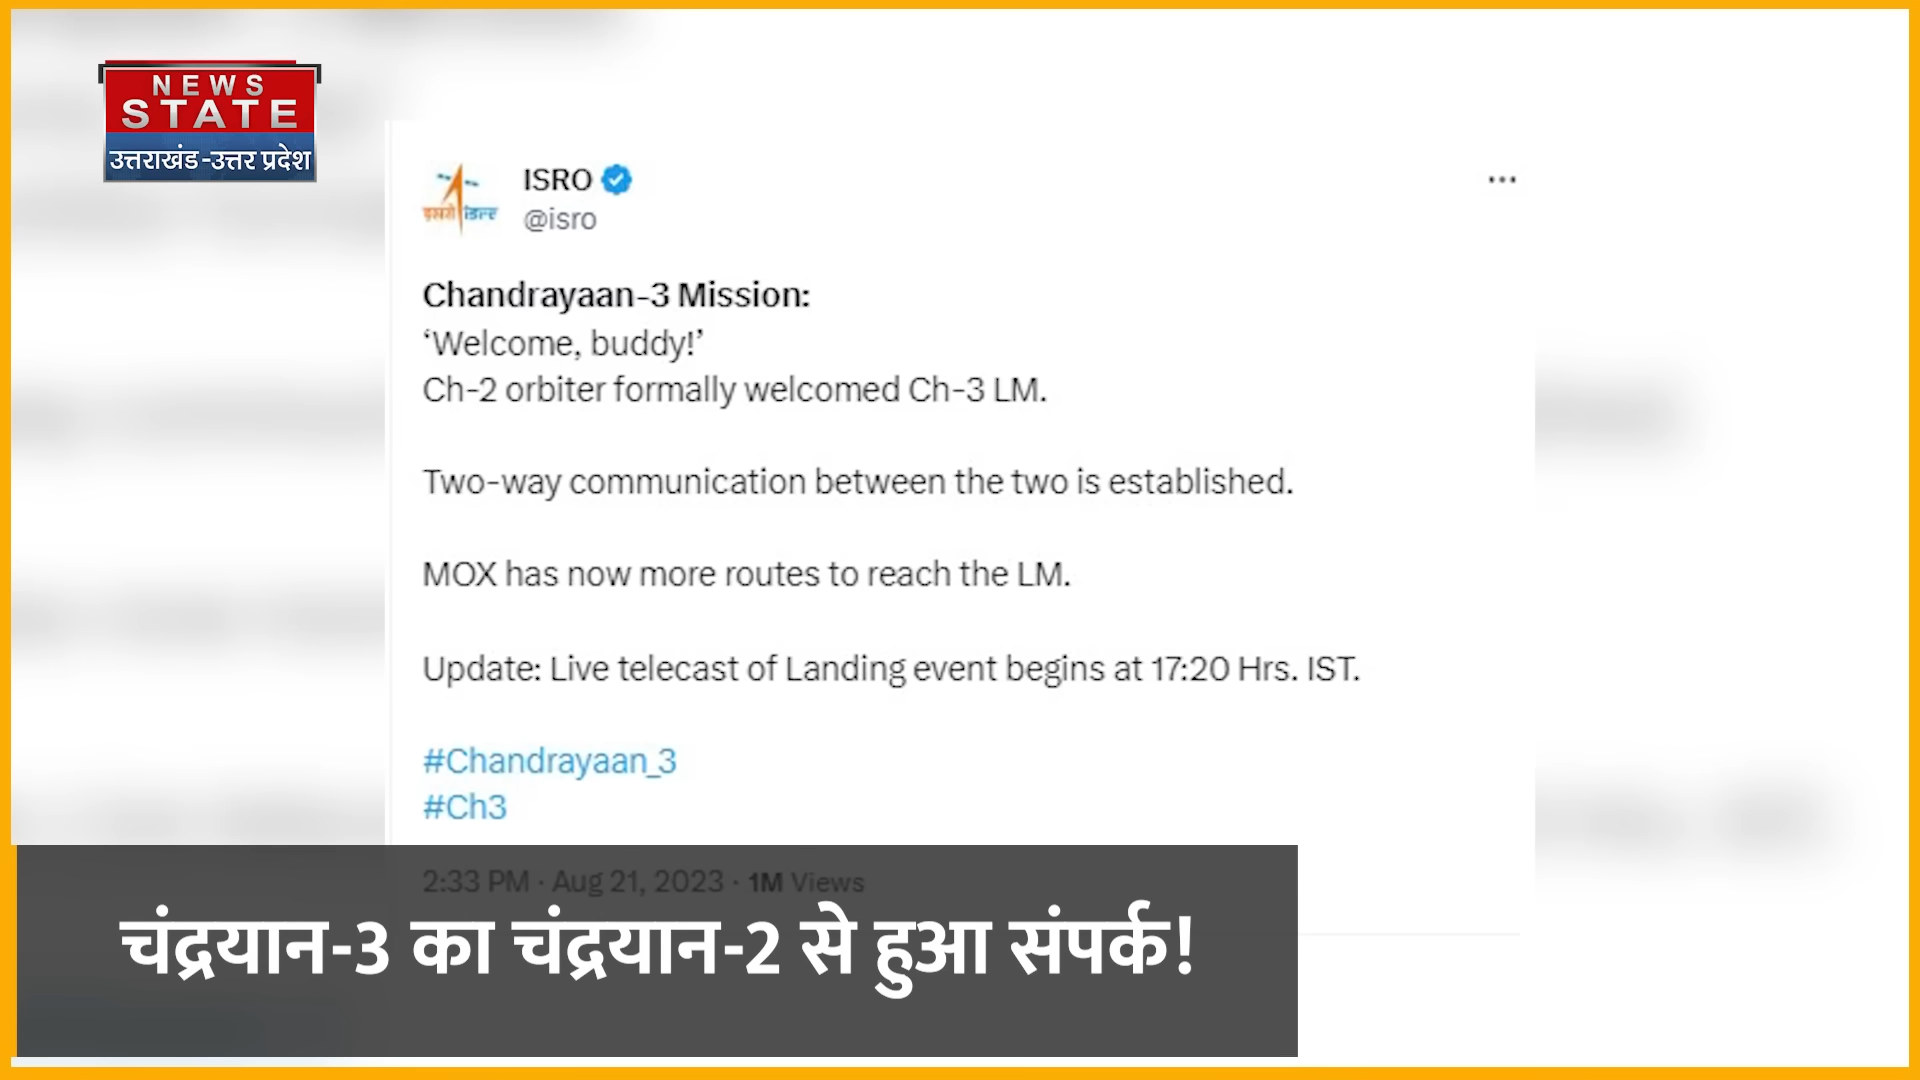 NEWS
STATE
उत्तराखंड-उत्तर प्रदेश
ISRO
@isro
इसरो isro
Chandrayaan-3 Mission:
‘Welcome, buddy!’
Ch-2 orbiter formally welcomed Ch-3 LM.
Two-way communication between the two is established.
MOX has now more routes to reach the LM.
Update: Live telecast of Landing event begins at 17:20 Hrs. IST.
#Chandrayaan_3
#Ch3
2:33 PM · Aug 21, 2023 · 1M Views
चंद्रयान-3 का चंद्रयान-2 से हुआ संपर्क!